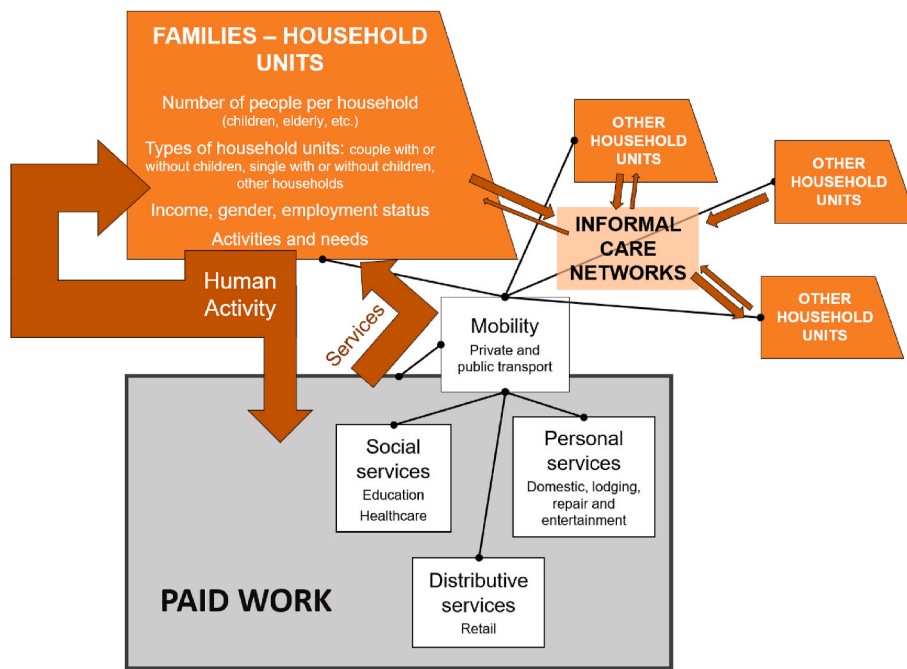 FAMILIES – HOUSEHOLD
UNITS
Number of people per household
(children, elderly, etc.)
Types of household units: couple with or
without children, single with or without children,
other households
Income, gender, employment status
Activities and needs
Human
Activity
Services
OTHER
HOUSEHOLD
UNITS
OTHER
HOUSEHOLD
UNITS
INFORMAL
CARE
NETWORKS
OTHER
HOUSEHOLD
UNITS
Mobility
Private and
public transport
Social
services
Education
Healthcare
Personal
services
Domestic, lodging,
repair and
entertainment
Distributive
services
Retail
PAID WORK